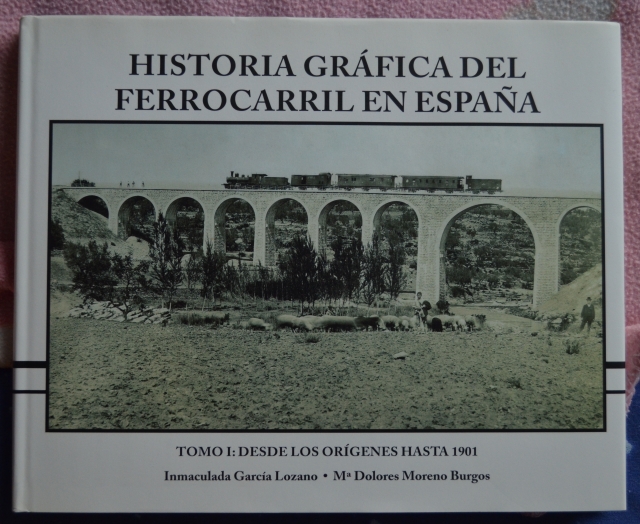 HISTORIA GRÁFICA DEL
FERROCARRIL EN ESPAÑA
TOMO I: DESDE LOS ORÍGENES HASTA 1901
Inmaculada García Lozano • Mª Dolores Moreno Burgos